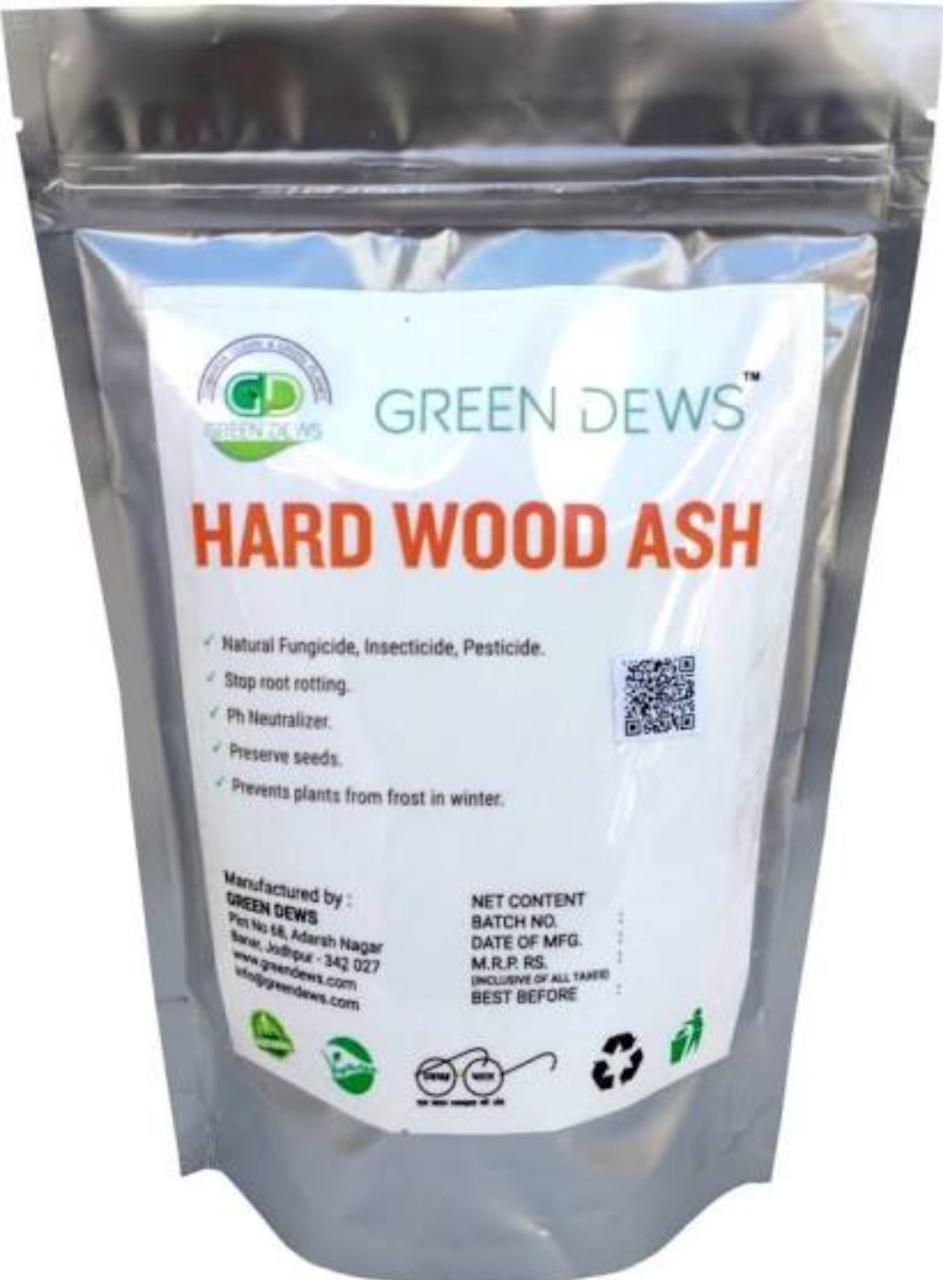 GREEN DEWS
GREEN DEWS™
HARD WOOD ASH
✓ Natural Fungicide, Insecticide, Pesticide.
✓ Stop root rotting.
✓ Ph Neutralizer.
✓ Preserve seeds.
✓ Prevents plants from frost in winter.
Manufactured by :
GREEN DEWS
Plot No 68, Adarsh Nagar
Banar, Jodhpur - 342 027
www.greendews.com
info@greendews.com
NET CONTENT :
BATCH NO. :
DATE OF MFG. :
M.R.P. RS. :
(INCLUSIVE OF ALL TAXES)
BEST BEFORE :